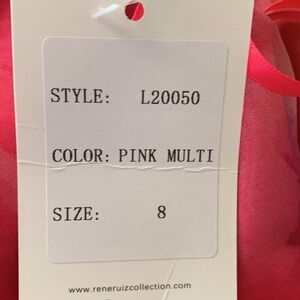 STYLE: L20050
COLOR: PINK MULTI
SIZE: 8
www.reneruizcollection.com